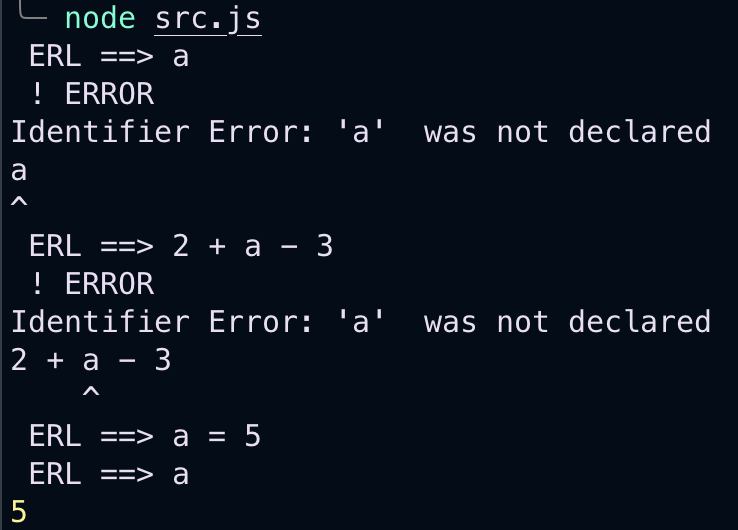 node src.js
ERL ==> a
! ERROR
Identifier Error: 'a'  was not declared
a
^
ERL ==> 2 + a - 3
! ERROR
Identifier Error: 'a'  was not declared
2 + a - 3
    ^
ERL ==> a = 5
ERL ==> a
5